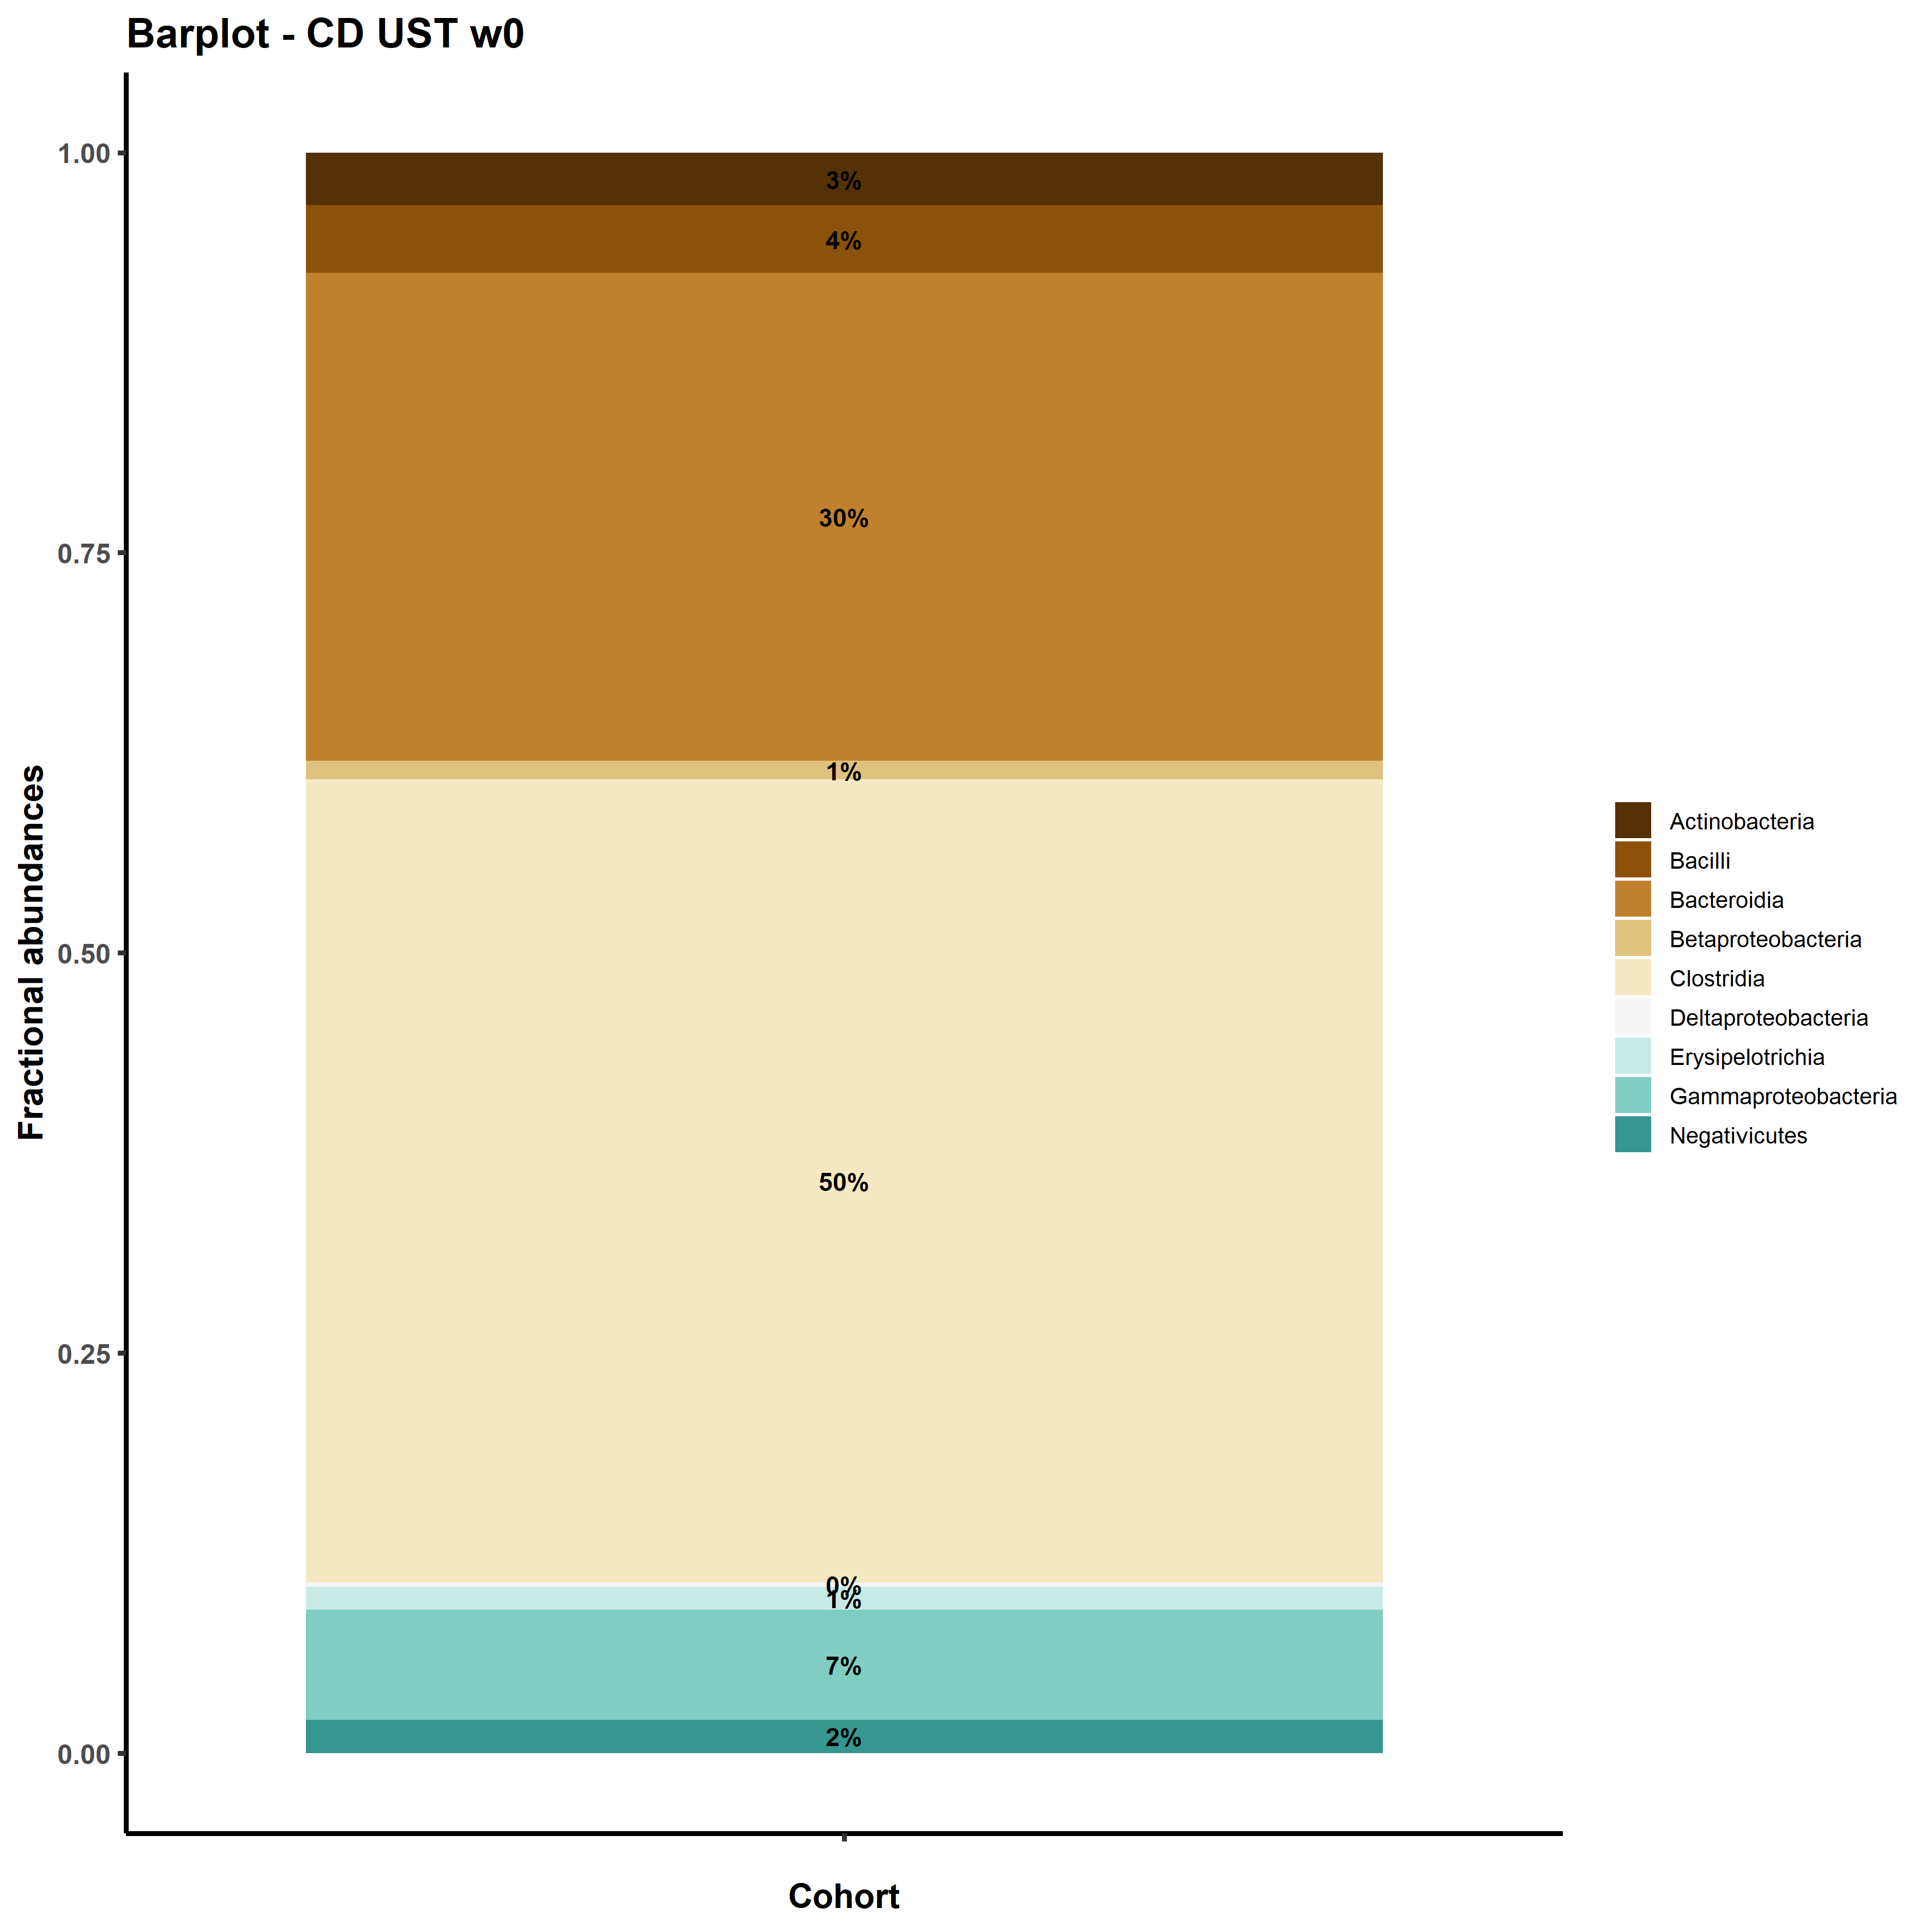 Barplot - CD UST w0
Fractional abundances
1.00
0.75
0.50
0.25
0.00
3%
4%
30%
1%
50%
0%
1%
7%
2%
Cohort
Actinobacteria
Bacilli
Bacteroidia
Betaproteobacteria
Clostridia
Deltaproteobacteria
Erysipelotrichia
Gammaproteobacteria
Negativicutes